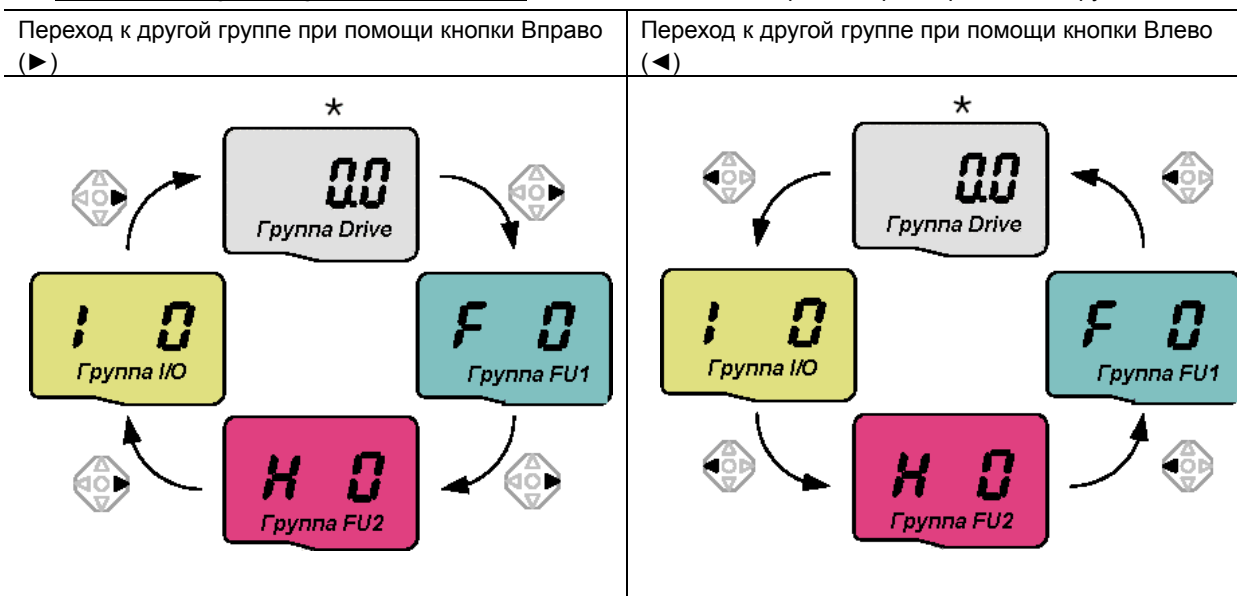 Переход к другой группе при помощи кнопки Вправо
(►)
Переход к другой группе при помощи кнопки Влево
(◄)
*
0.0
Группа Drive
I 0
Группа I/O
F 0
Группа FU1
H 0
Группа FU2
*
0.0
Группа Drive
I 0
Группа I/O
F 0
Группа FU1
H 0
Группа FU2